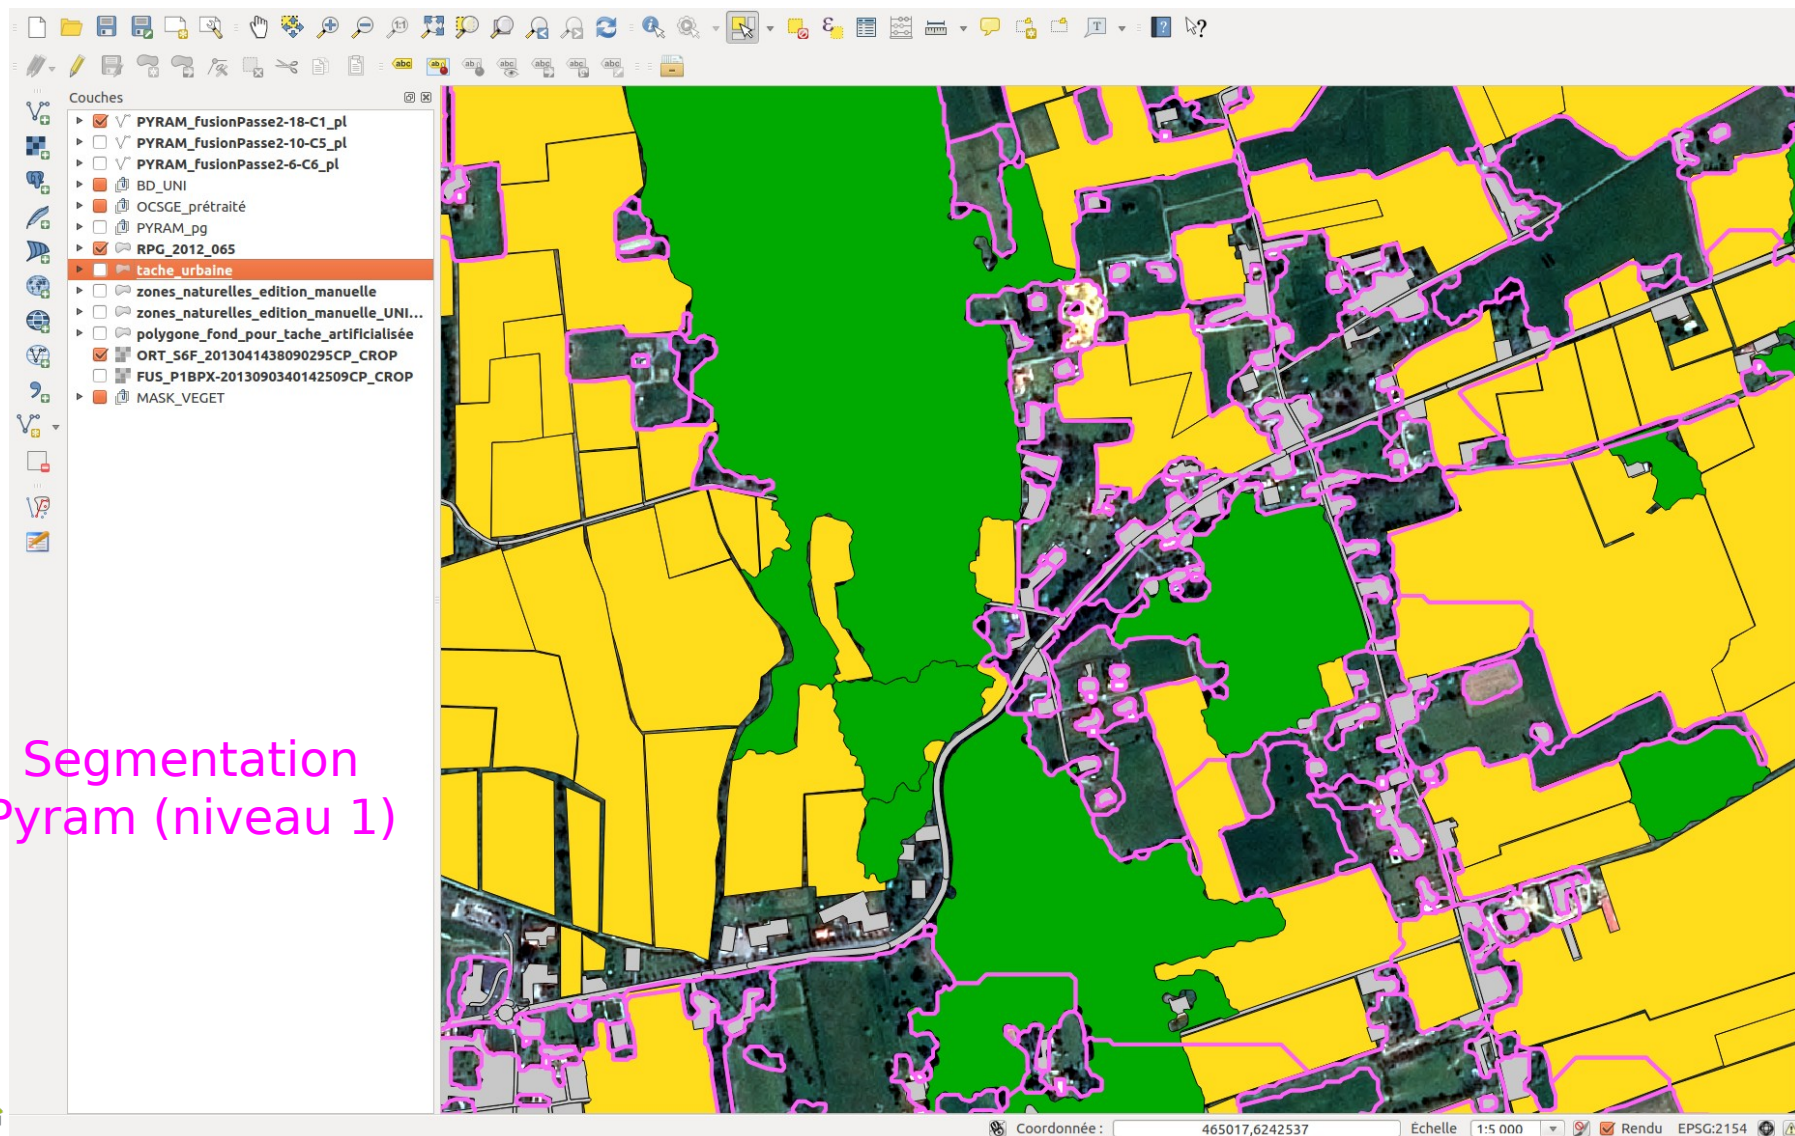 abc
Couches
PYRAM_fusionPasse2-18-C1_pl
PYRAM_fusionPasse2-10-C5_pl
PYRAM_fusionPasse2-6-C6_pl
BD_UNI
OCSGE_prétraité
PYRAM_pg
RPG_2012_065
tache_urbaine
zones_naturelles_edition_manuelle
zones_naturelles_edition_manuelle_UNI...
polygone_fond_pour_tache_artificialisée
ORT_S6F_2013041438090295CP_CROP
FUS_P1BPX-2013090340142509CP_CROP
MASK_VEGET
Segmentation
Pyram (niveau 1)
Coordonnée : 465017,6242537 Échelle 1:5 000 Rendu EPSG:2154